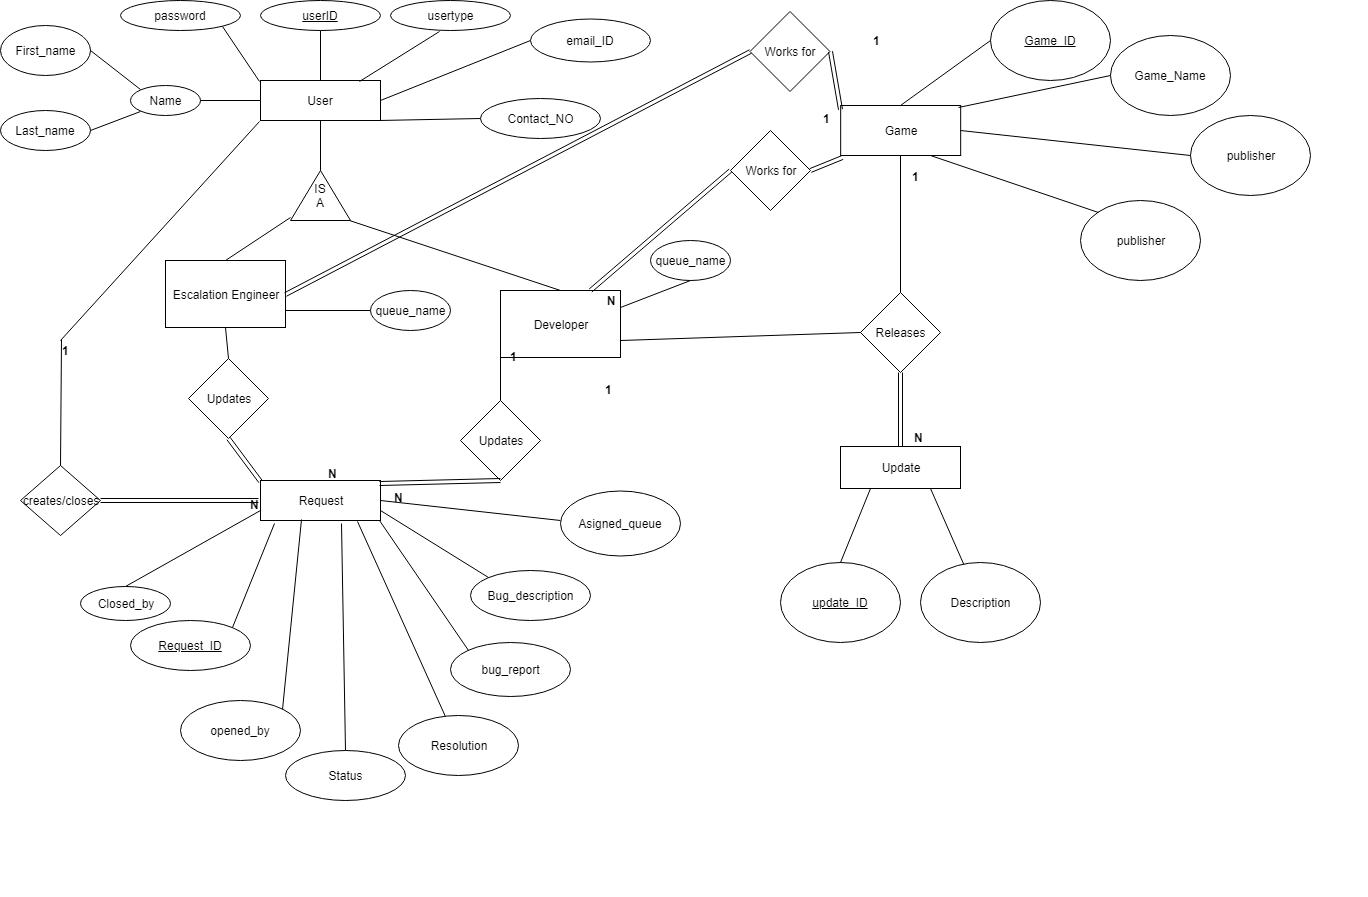 password
userID
usertype
First_name
email_ID
Works for
1
Game_ID
Game_Name
Name
User
Last_name
Contact_NO
1
Game
publisher
Works for
1
IS
A
publisher
queue_name
Escalation Engineer
N
queue_name
Developer
Releases
1
1
1
Updates
N
Updates
Update
N
creates/closes
N
Request
N
Asigned_queue
Closed_by
Bug_description
update_ID
Description
Request_ID
bug_report
opened_by
Resolution
Status